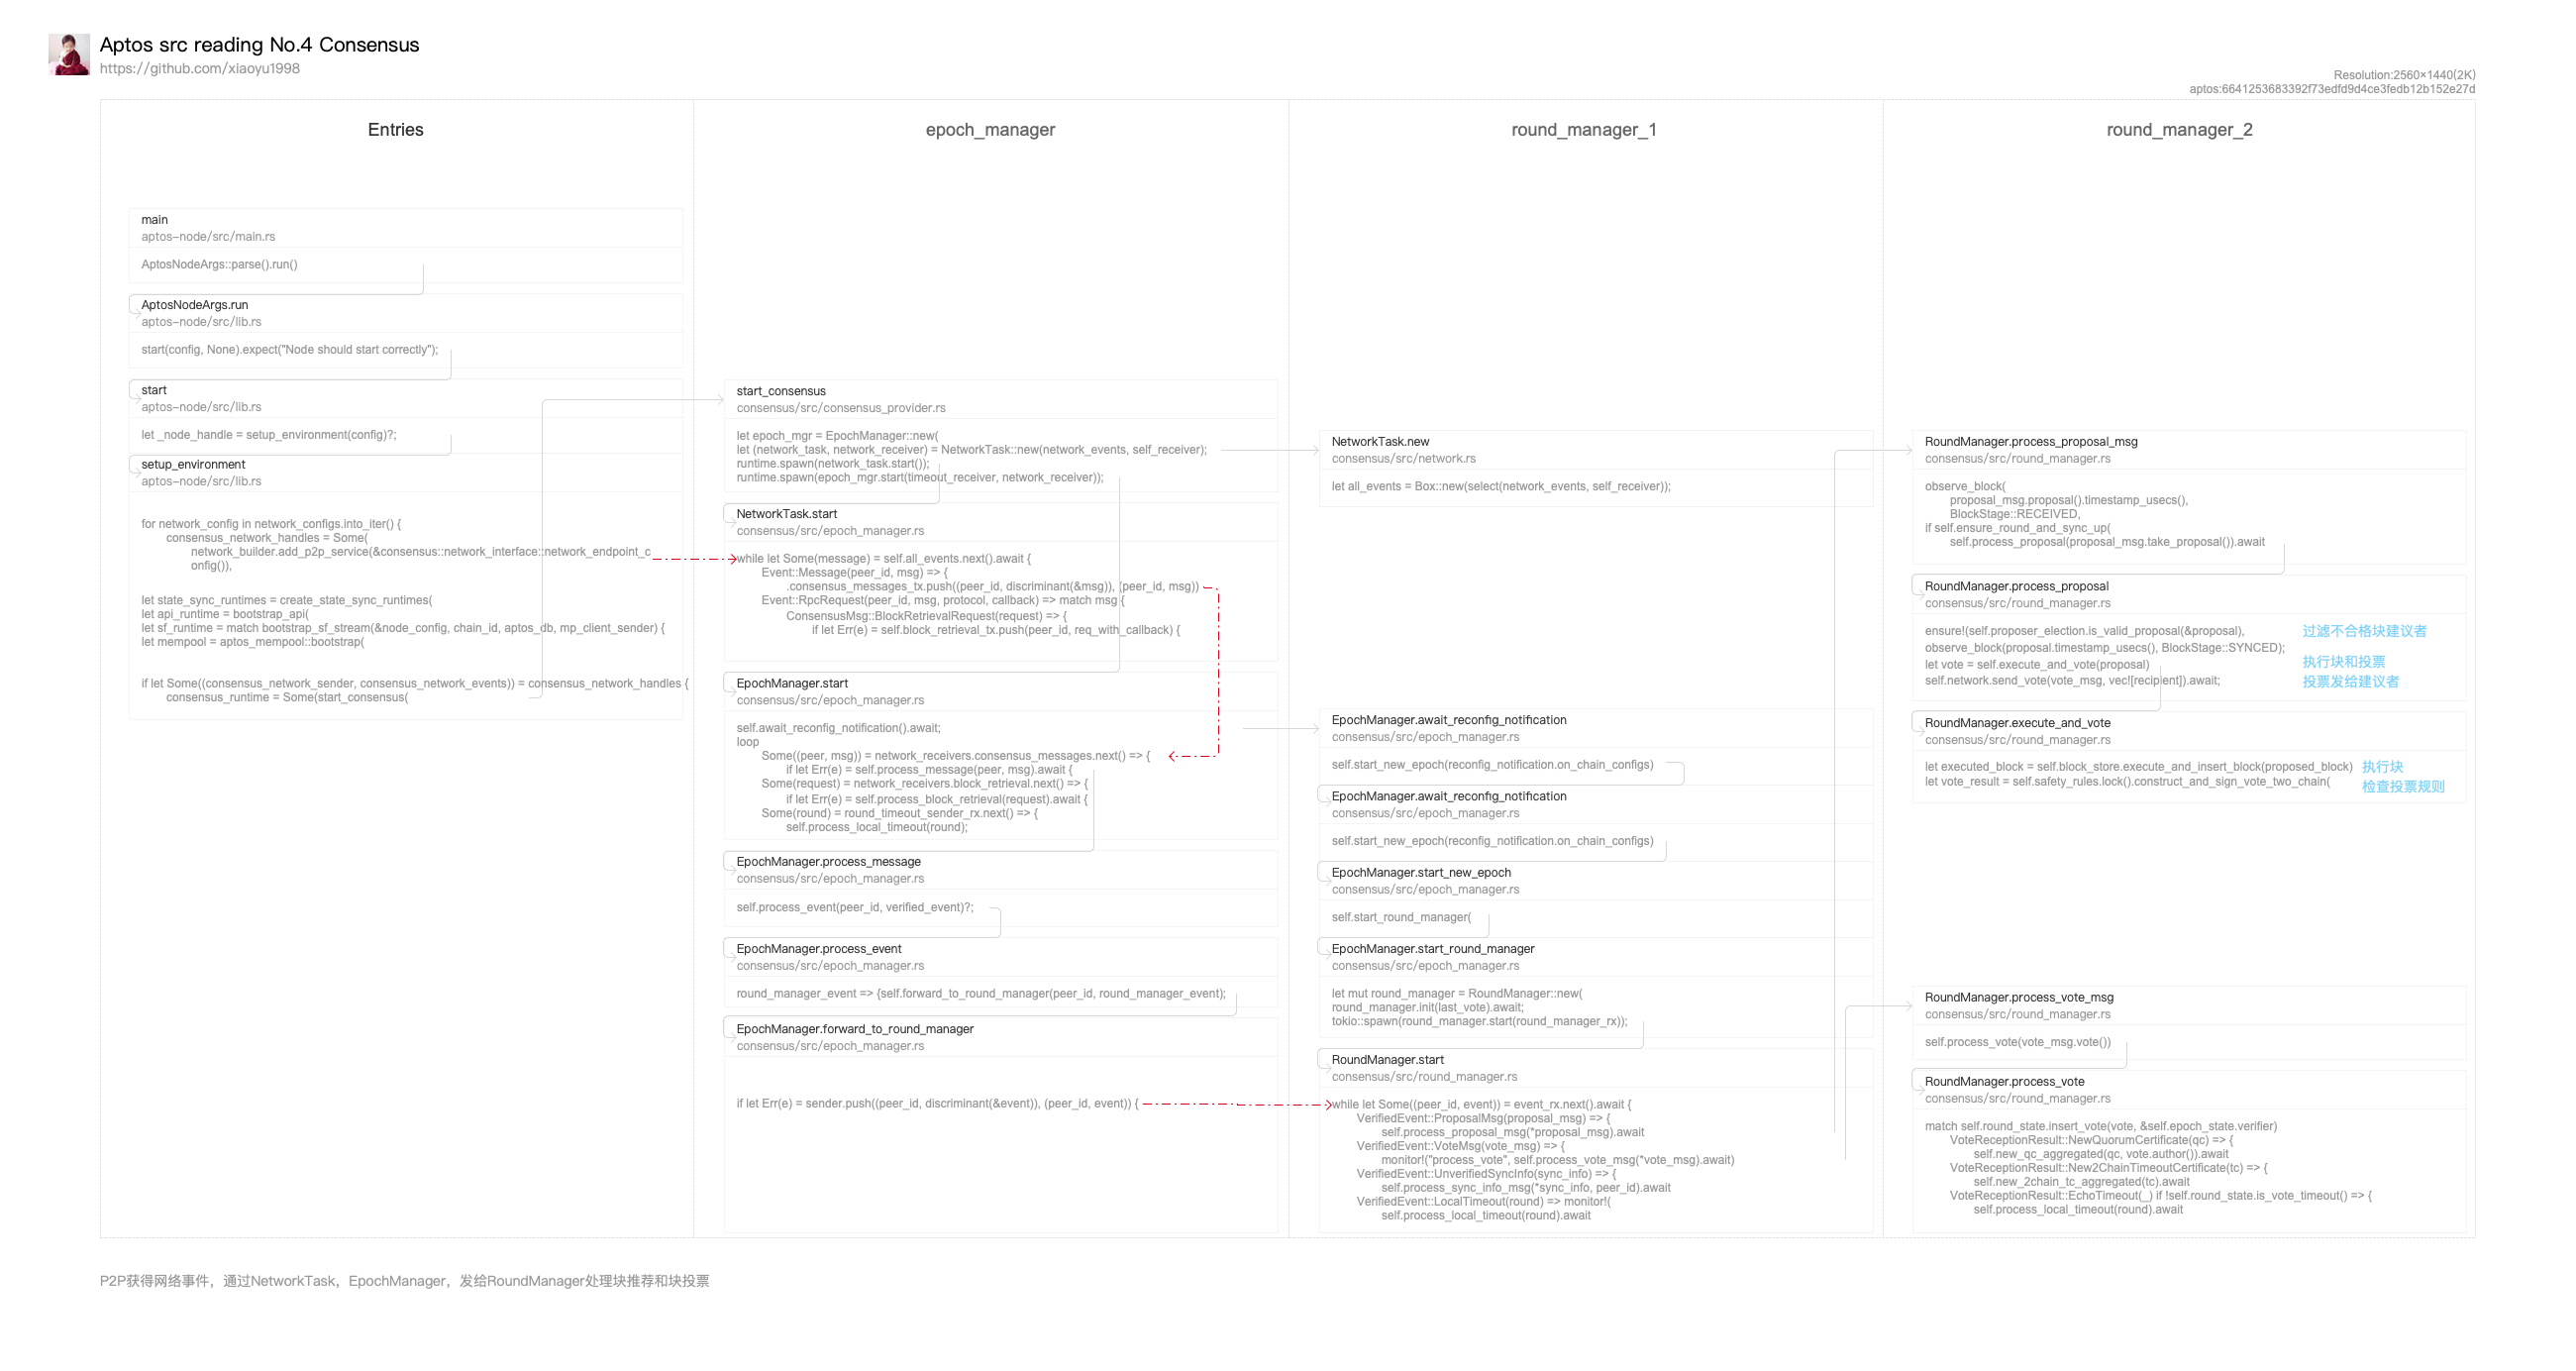 Aptos src reading No.4 Consensus
https://github.com/xiaoyu1998
Resolution:2560×1440(2K)
aptos:6641253683392f73edfd9d4ce3fedb12b152e27d
Entries
main
aptos-node/src/main.rs
AptosNodeArgs::parse().run()
AptosNodeArgs.run
aptos-node/src/lib.rs
start(config, None).expect("Node should start correctly");
start
aptos-node/src/lib.rs
let _node_handle = setup_environment(config)?;
setup_environment
aptos-node/src/lib.rs
for network_config in network_configs.into_iter() {
consensus_network_handles = Some(
network_builder.add_p2p_service(&consensus::network_interface::network_endpoint_c
onfig()),
let state_sync_runtimes = create_state_sync_runtimes(
let api_runtime = bootstrap_api(
let sf_runtime = match bootstrap_sf_stream(&node_config, chain_id, aptos_db, mp_client_sender) {
let mempool = aptos_mempool::bootstrap(
if let Some((consensus_network_sender, consensus_network_events)) = consensus_network_handles {
consensus_runtime = Some(start_consensus(
epoch_manager
start_consensus
consensus/src/consensus_provider.rs
let epoch_mgr = EpochManager::new(
let (network_task, network_receiver) = NetworkTask::new(network_events, self_receiver);
runtime.spawn(network_task.start());
runtime.spawn(epoch_mgr.start(timeout_receiver, network_receiver));
NetworkTask.start
consensus/src/epoch_manager.rs
while let Some(message) = self.all_events.next().await {
Event::Message(peer_id, msg) => {
.consensus_messages_tx.push((peer_id, discriminant(&msg)), (peer_id, msg))
Event::RpcRequest(peer_id, msg, protocol, callback) => match msg {
ConsensusMsg::BlockRetrievalRequest(request) => {
if let Err(e) = self.block_retrieval_tx.push(peer_id, req_with_callback) {
EpochManager.start
consensus/src/epoch_manager.rs
self.await_reconfig_notification().await;
loop
Some((peer, msg)) = network_receivers.consensus_messages.next() => {
if let Err(e) = self.process_message(peer, msg).await {
Some(request) = network_receivers.block_retrieval.next() => {
if let Err(e) = self.process_block_retrieval(request).await {
Some(round) = round_timeout_sender_rx.next() => {
self.process_local_timeout(round);
EpochManager.process_message
consensus/src/epoch_manager.rs
self.process_event(peer_id, verified_event)?;
EpochManager.process_event
consensus/src/epoch_manager.rs
round_manager_event => {self.forward_to_round_manager(peer_id, round_manager_event);
EpochManager.forward_to_round_manager
consensus/src/epoch_manager.rs
if let Err(e) = sender.push((peer_id, discriminant(&event)), (peer_id, event)) {
round_manager_1
NetworkTask.new
consensus/src/network.rs
let all_events = Box::new(select(network_events, self_receiver));
EpochManager.await_reconfig_notification
consensus/src/epoch_manager.rs
self.start_new_epoch(reconfig_notification.on_chain_configs)
EpochManager.await_reconfig_notification
consensus/src/epoch_manager.rs
self.start_new_epoch(reconfig_notification.on_chain_configs)
EpochManager.start_new_epoch
consensus/src/epoch_manager.rs
self.start_round_manager(
EpochManager.start_round_manager
consensus/src/epoch_manager.rs
let mut round_manager = RoundManager::new(
round_manager.init(last_vote).await;
tokio::spawn(round_manager.start(round_manager_rx));
RoundManager.start
consensus/src/round_manager.rs
while let Some((peer_id, event)) = event_rx.next().await {
VerifiedEvent::ProposalMsg(proposal_msg) => {
self.process_proposal_msg(*proposal_msg).await
VerifiedEvent::VoteMsg(vote_msg) => {
monitor!("process_vote", self.process_vote_msg(*vote_msg).await)
VerifiedEvent::UnverifiedSyncInfo(sync_info) => {
self.process_sync_info_msg(*sync_info, peer_id).await
VerifiedEvent::LocalTimeout(round) => monitor!(
self.process_local_timeout(round).await
round_manager_2
RoundManager.process_proposal_msg
consensus/src/round_manager.rs
observe_block(
proposal_msg.proposal().timestamp_usecs(),
BlockStage::RECEIVED,
if self.ensure_round_and_sync_up(
self.process_proposal(proposal_msg.take_proposal()).await
RoundManager.process_proposal
consensus/src/round_manager.rs
ensure!(self.proposer_election.is_valid_proposal(&proposal), 过滤不合格块建议者
observe_block(proposal.timestamp_usecs(), BlockStage::SYNCED);
let vote = self.execute_and_vote(proposal) 执行块和投票
self.network.send_vote(vote_msg, vec![recipient]).await; 投票发给建议者
RoundManager.execute_and_vote
consensus/src/round_manager.rs
let executed_block = self.block_store.execute_and_insert_block(proposed_block) 执行块
let vote_result = self.safety_rules.lock().construct_and_sign_vote_two_chain( 检查投票规则
RoundManager.process_vote_msg
consensus/src/round_manager.rs
self.process_vote(vote_msg.vote())
RoundManager.process_vote
consensus/src/round_manager.rs
match self.round_state.insert_vote(vote, &self.epoch_state.verifier)
VoteReceptionResult::NewQuorumCertificate(qc) => {
self.new_qc_aggregated(qc, vote.author()).await
VoteReceptionResult::New2ChainTimeoutCertificate(tc) => {
self.new_2chain_tc_aggregated(tc).await
VoteReceptionResult::EchoTimeout(_) if !self.round_state.is_vote_timeout() => {
self.process_local_timeout(round).await
P2P获得网络事件，通过NetworkTask，EpochManager，发给RoundManager处理块推荐和块投票